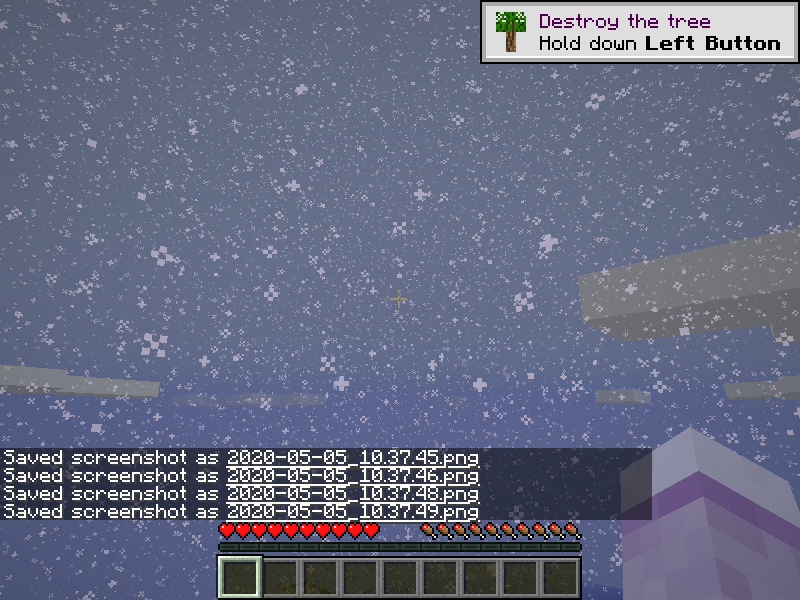 Destroy the tree
Hold down Left Button
Saved screenshot as 2020-05-05_10.37.45.png
Saved screenshot as 2020-05-05_10.37.46.png
Saved screenshot as 2020-05-05_10.37.48.png
Saved screenshot as 2020-05-05_10.37.49.png